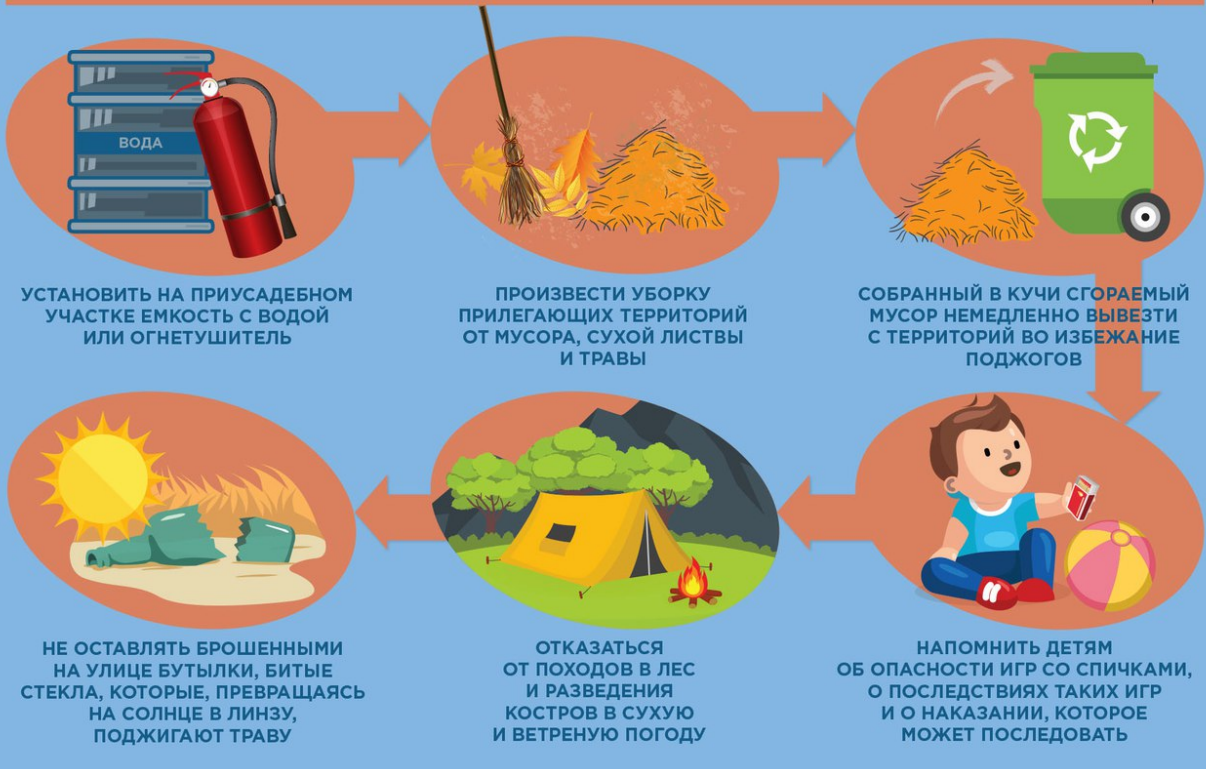 ВОДА
УСТАНОВИТЬ НА ПРИУСАДЕБНОМ
УЧАСТКЕ ЕМКОСТЬ С ВОДОЙ
ИЛИ ОГНЕТУШИТЕЛЬ
ПРОИЗВЕСТИ УБОРКУ
ПРИЛЕГАЮЩИХ ТЕРРИТОРИЙ
ОТ МУСОРА, СУХОЙ ЛИСТВЫ
И ТРАВЫ
СОБРАННЫЙ В КУЧИ СГОРАЕМЫЙ
МУСОР НЕМЕДЛЕННО ВЫВЕЗТИ
С ТЕРРИТОРИЙ ВО ИЗБЕЖАНИЕ
ПОДЖОГОВ
НАПОМНИТЬ ДЕТЯМ
ОБ ОПАСНОСТИ ИГР СО СПИЧКАМИ,
О ПОСЛЕДСТВИЯХ ТАКИХ ИГР
И О НАКАЗАНИИ, КОТОРОЕ
МОЖЕТ ПОСЛЕДОВАТЬ
ОТКАЗАТЬСЯ
ОТ ПОХОДОВ В ЛЕС
И РАЗВЕДЕНИЯ
КОСТРОВ В СУХУЮ
И ВЕТРЕНУЮ ПОГОДУ
НЕ ОСТАВЛЯТЬ БРОШЕННЫМИ
НА УЛИЦЕ БУТЫЛКИ, БИТЫЕ
СТЕКЛА, КОТОРЫЕ, ПРЕВРАЩАЯСЬ
НА СОЛНЦЕ В ЛИНЗУ,
ПОДЖИГАЮТ ТРАВУ